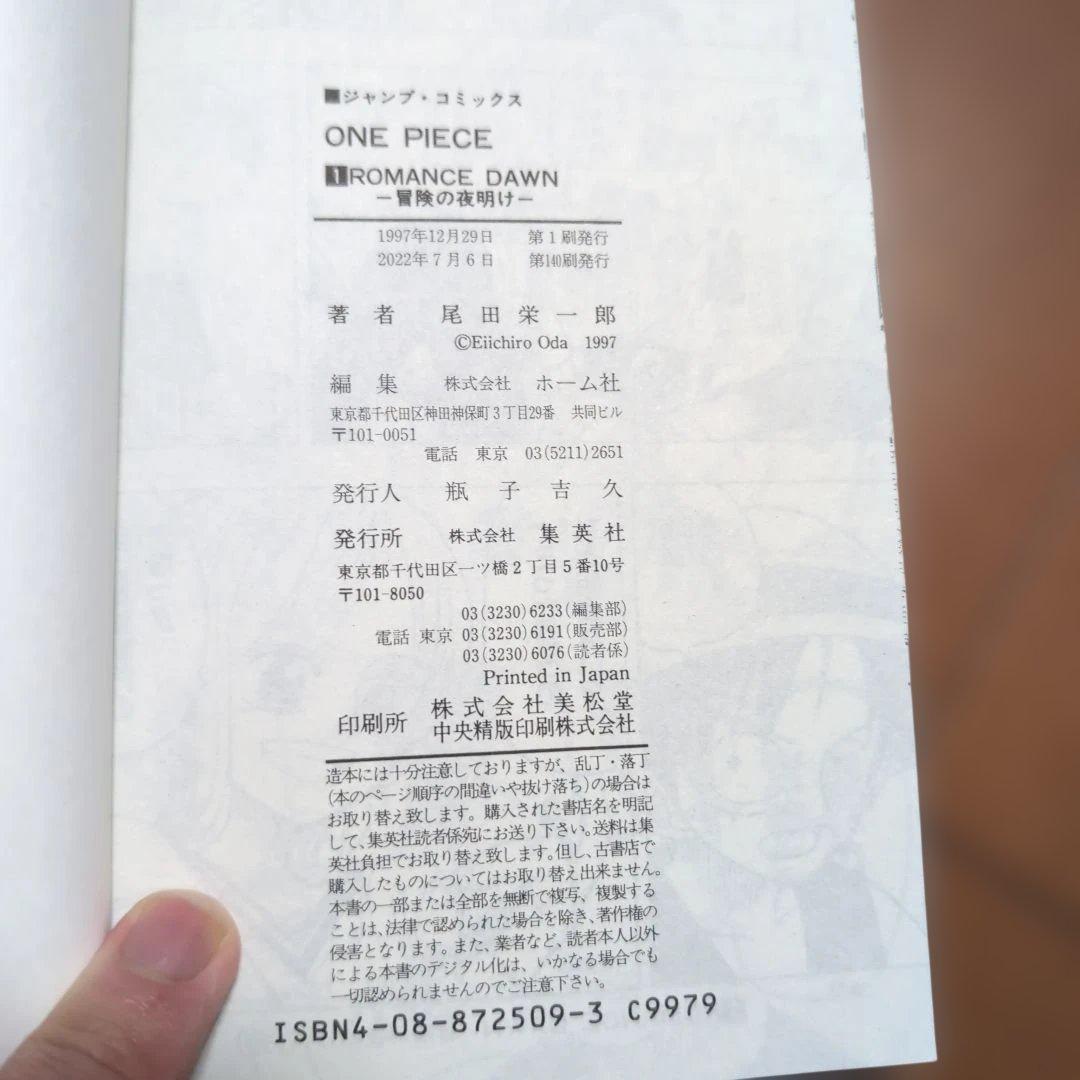 ■ジャンプ・コミックス
ONE PIECE
1 ROMANCE DAWN
―冒険の夜明け―
1997年12月29日 第1刷発行
2022年7月6日 第140刷発行
著者 尾田栄一郎
©Eiichiro Oda 1997
編集 株式会社 ホーム社
東京都千代田区神田神保町3丁目29番 共同ビル
〒101-0051
電話 東京 03(5211)2651
発行人 瓶子吉久
発行所 株式会社 集英社
東京都千代田区一ツ橋2丁目5番10号
〒101-8050
03(3230)6233(編集部)
電話 東京 03(3230)6191(販売部)
03(3230)6076(読者係)
Printed in Japan
印刷所 株式会社美松堂
中央精版印刷株式会社
造本には十分注意しておりますが、乱丁・落丁
(本のページ順序の間違いや抜け落ち)の場合は
お取り替え致します。購入された書店名を明記
して、集英社読者係宛にお送り下さい。送料は集
英社負担でお取り替え致します。但し、古書店で
購入したものについてはお取り替え出来ません。
本書の一部または全部を無断で複写、複製する
ことは、法律で認められた場合を除き、著作権の
侵害となります。また、業者など、読者本人以外
による本書のデジタル化は、いかなる場合でも
一切認められませんのでご注意下さい。
ISBN4-08-872509-3 C9979